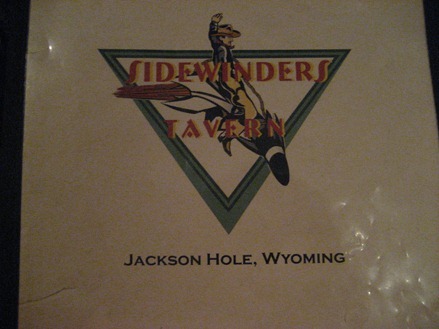 SIDEWINDERS
TAVERN
JACKSON HOLE, WYOMING